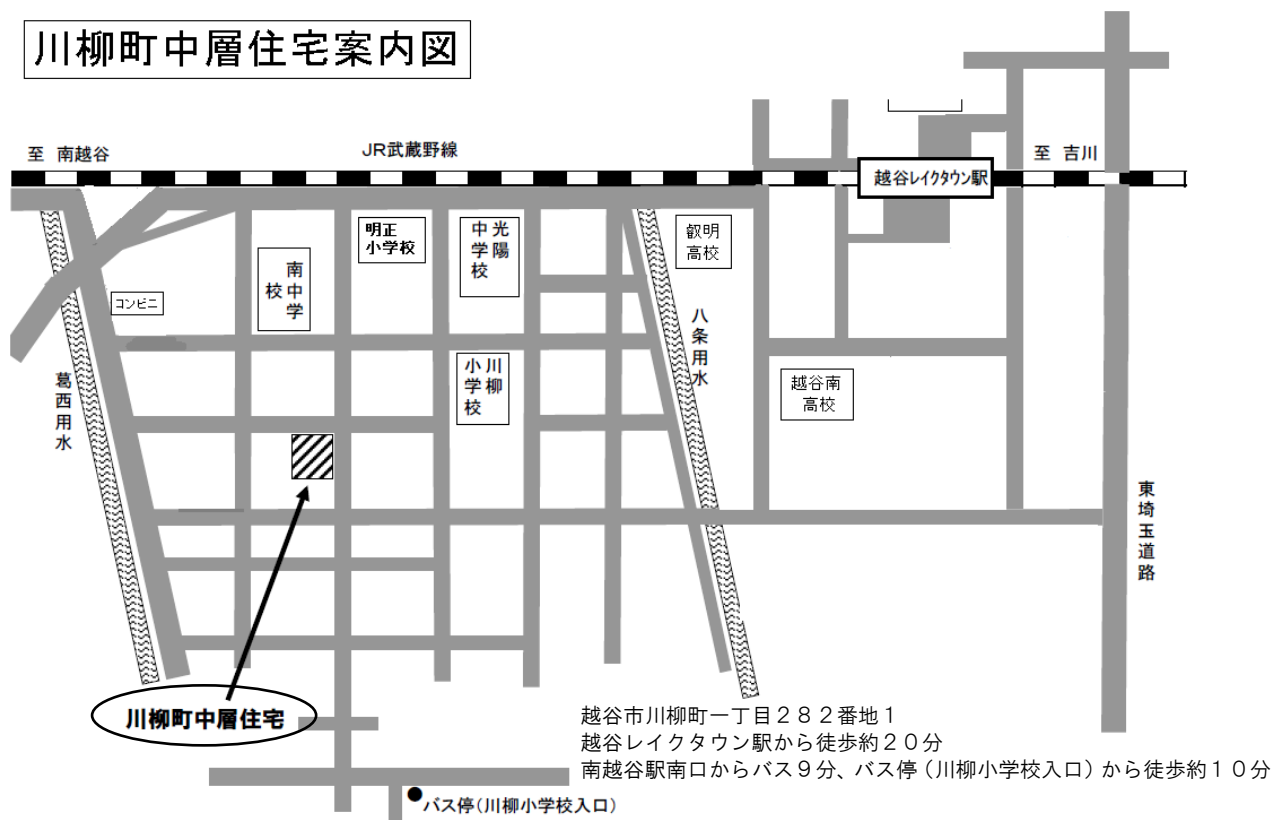 川柳町中層住宅案内図
至 南越谷
JR武蔵野線
越谷レイクタウン駅
至 吉川
明正
小学校
光陽
中学校
叡明
高校
南中学
校
コンビニ
八条用水
川柳
小学校
越谷南
高校
葛西用水
東埼玉道路
川柳町中層住宅
越谷市川柳町一丁目282番地1
越谷レイクタウン駅から徒歩約20分
南越谷駅南口からバス9分、バス停（川柳小学校入口）から徒歩約10分
バス停(川柳小学校入口)